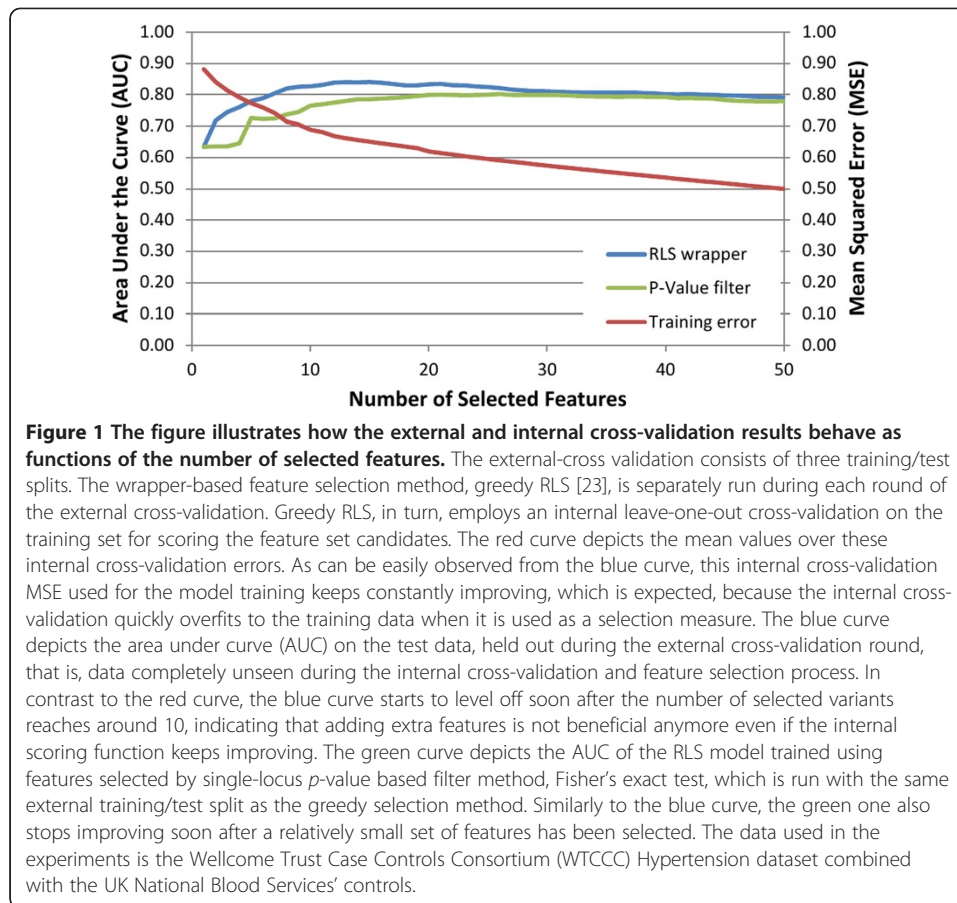 1.00 1.00
0.90 0.90
0.80 0.80
0.70 0.70
0.60 0.60
0.50 0.50
0.40 0.40
0.30 0.30
0.20 0.20
0.10 0.10
0.00 0.00
Area Under the Curve (AUC)
Mean Squared Error (MSE)
RLS wrapper
P-Value filter
Training error
0 10 20 30 40 50
Number of Selected Features
Figure 1 The figure illustrates how the external and internal cross-validation results behave as
functions of the number of selected features. The external-cross validation consists of three training/test
splits. The wrapper-based feature selection method, greedy RLS [23], is separately run during each round of
the external cross-validation. Greedy RLS, in turn, employs an internal leave-one-out cross-validation on the
training set for scoring the feature set candidates. The red curve depicts the mean values over these
internal cross-validation errors. As can be easily observed from the blue curve, this internal cross-validation
MSE used for the model training keeps constantly improving, which is expected, because the internal cross-
validation quickly overfits to the training data when it is used as a selection measure. The blue curve
depicts the area under curve (AUC) on the test data, held out during the external cross-validation round,
that is, data completely unseen during the internal cross-validation and feature selection process. In
contrast to the red curve, the blue curve starts to level off soon after the number of selected variants
reaches around 10, indicating that adding extra features is not beneficial anymore even if the internal
scoring function keeps improving. The green curve depicts the AUC of the RLS model trained using
features selected by single-locus p-value based filter method, Fisher's exact test, which is run with the same
external training/test split as the greedy selection method. Similarly to the blue curve, the green one also
stops improving soon after a relatively small set of features has been selected. The data used in the
experiments is the Wellcome Trust Case Controls Consortium (WTCCC) Hypertension dataset combined
with the UK National Blood Services' controls.